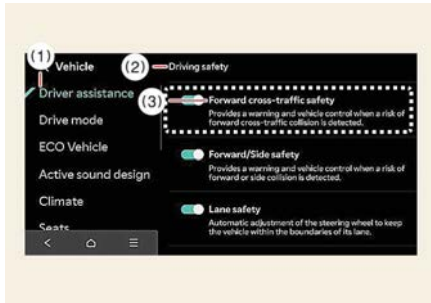 (1)
Vehicle
(2)
Driving safety
Driver assistance
(3)
Forward cross-traffic safety
Provides a warning and vehicle control when a risk of
forward cross-traffic collision is detected.
Drive mode
ECO Vehicle
Forward/Side safety
Provides a warning and vehicle control when a risk of
forward or side collision is detected.
Active sound design
Climate
Lane safety
Automatic adjustment of the steering wheel to keep
the vehicle within the boundaries of its lane.
Seats